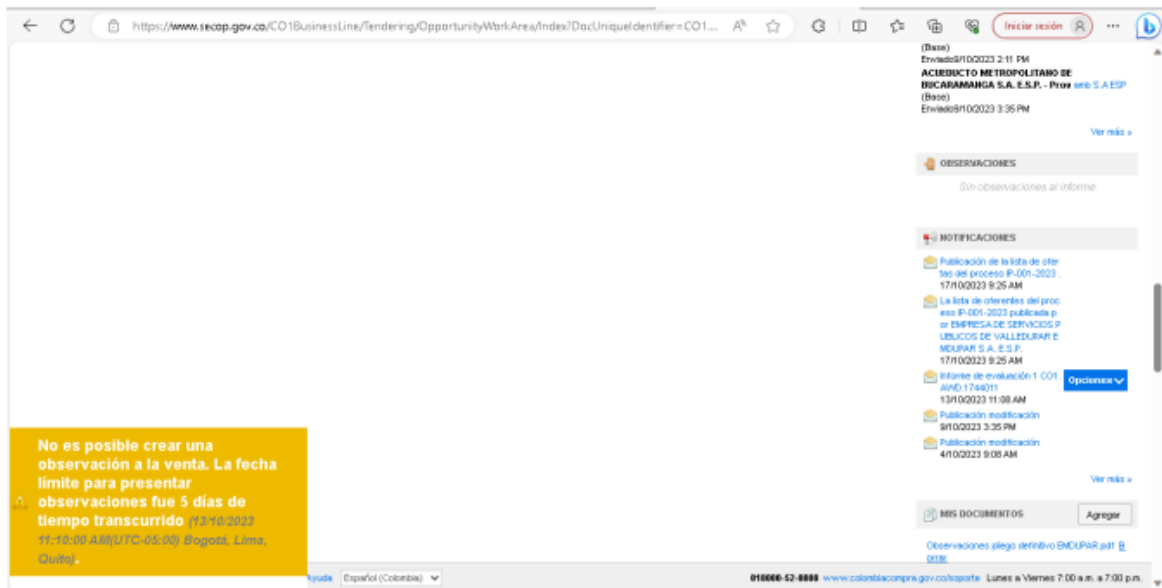 https://www.secop.gov.co/CO1BusinessLine/Tendering/OpportunityWorkArea/Index?DocUniqueIdentifier=CO1...
Iniciar sesión
(Base)
Enviado9/10/2023 2:11 PM
ACUEDUCTO METROPOLITANO DE
BUCARAMANGA S.A. E.S.P. - Prov amb S.A ESP
(Base)
Enviado9/10/2023 3:35 PM
Ver más »
OBSERVACIONES
Sin observaciones al informe
NOTIFICACIONES
Publicación de la lista de ofer
tas del proceso IP-001-2023 .
17/10/2023 9:25 AM
La lista de oferentes del proc
eso IP-001-2023 publicada p
or EMPRESA DE SERVICIOS P
UBLICOS DE VALLEDUPAR E
MDUPAR S.A. E.S.P.
17/10/2023 9:25 AM
Informe de evaluación 1 CO1.
AWD.1744011
13/10/2023 11:08 AM
Opciones
Publicación modificación
9/10/2023 3:35 PM
Publicación modificación
4/10/2023 9:08 AM
Ver más »
MIS DOCUMENTOS
Agregar
Observaciones pliego definitivo EMDUPAR.pdf B
orrar
No es posible crear una
observación a la venta. La fecha
límite para presentar
observaciones fue 5 días de
tiempo transcurrido (13/10/2023
11:10:00 AM(UTC-05:00) Bogotá, Lima,
Quito).
Ayuda
Español (Colombia)
018000-52-0808 www.colombiacompra.gov.co/soporte Lunes a Viernes 7:00 a.m. a 7:00 p.m.